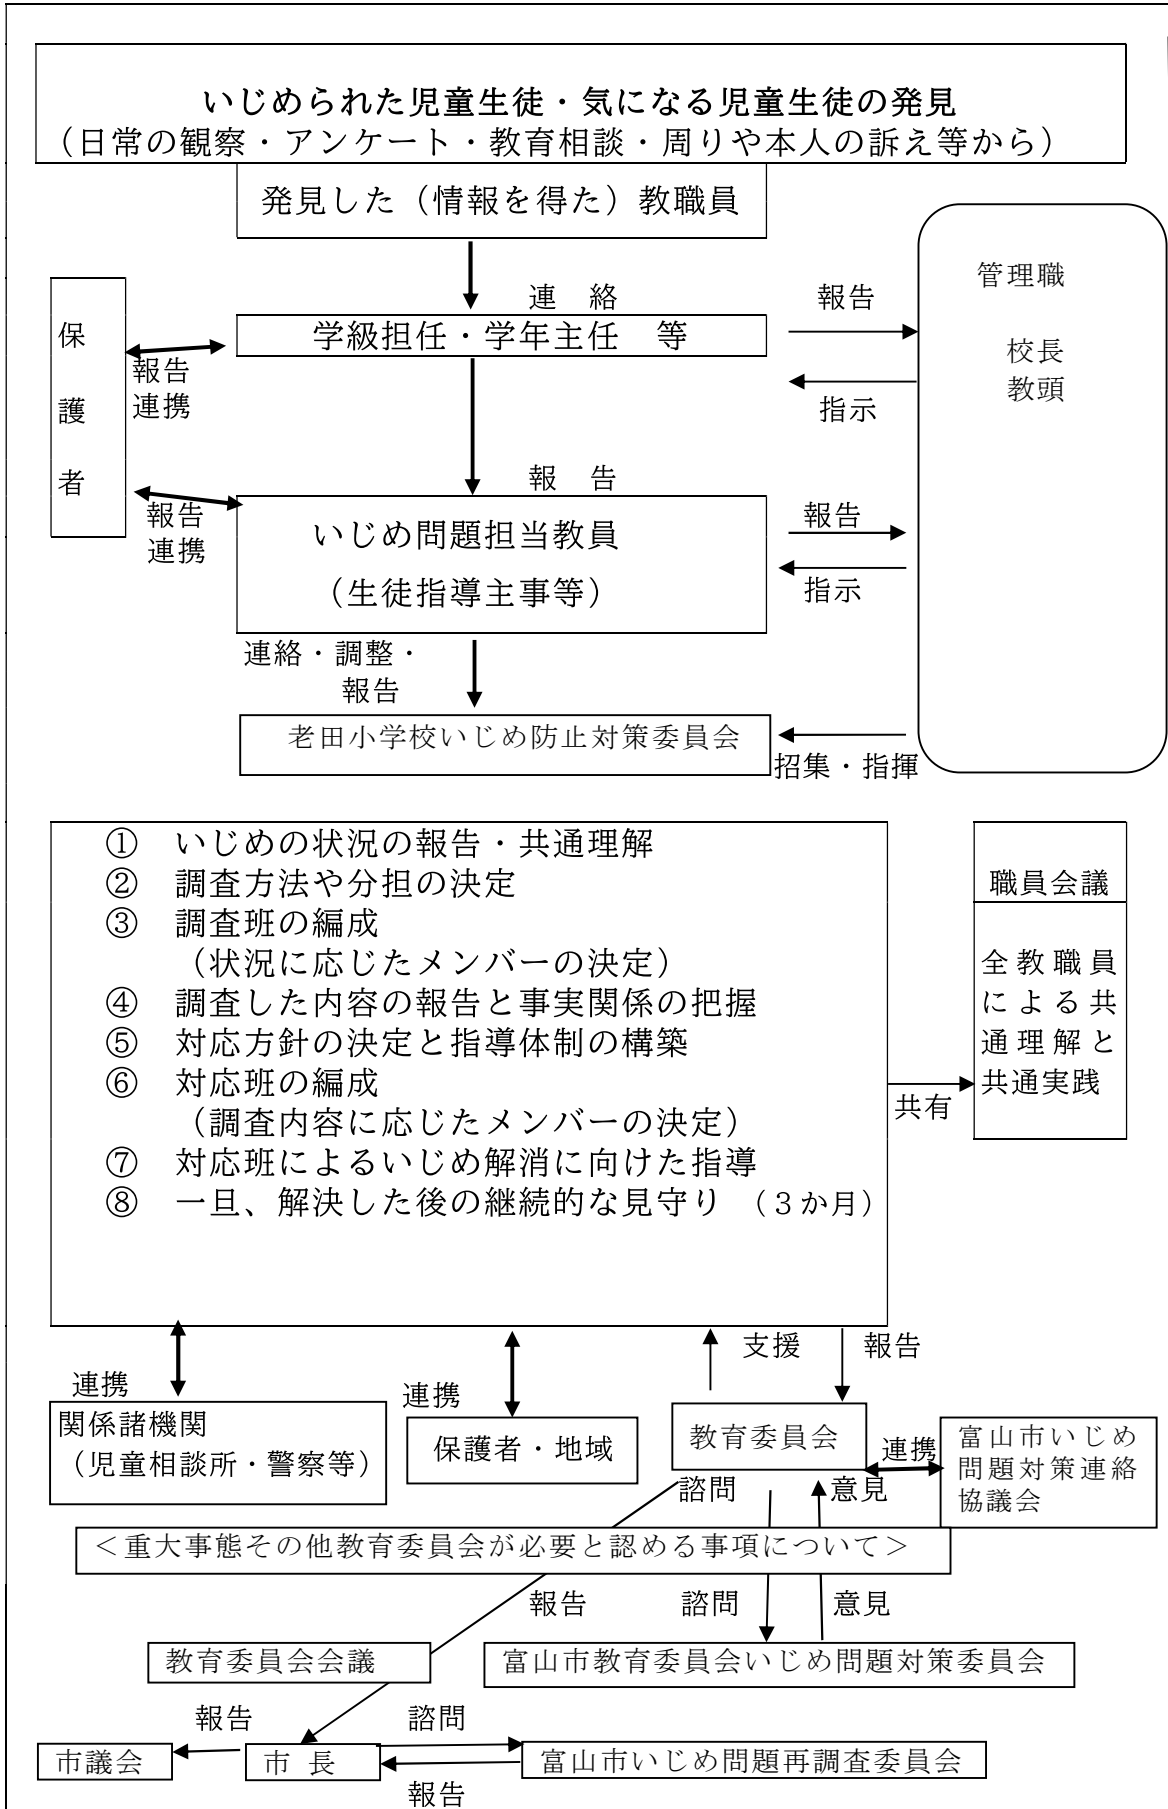 いじめられた児童生徒・気になる児童生徒の発見
（日常の観察・アンケート・教育相談・周りや本人の訴え等から）
発見した（情報を得た）教職員
連　絡
学級担任・学年主任　等
報告
指示
管理職
校長
教頭
保
護
者
報告
連携
報　告
報告
連携
いじめ問題担当教員
（生徒指導主事等）
報告
指示
連絡・調整・
報告
老田小学校いじめ防止対策委員会
招集・指揮
①　いじめの状況の報告・共通理解
②　調査方法や分担の決定
③　調査班の編成
（状況に応じたメンバーの決定）
④　調査した内容の報告と事実関係の把握
⑤　対応方針の決定と指導体制の構築
⑥　対応班の編成
（調査内容に応じたメンバーの決定）
⑦　対応班によるいじめ解消に向けた指導
⑧　一旦、解決した後の継続的な見守り　（３か月）
共有
職員会議
全教職員
による共
通理解と
共通実践
連携
関係諸機関
（児童相談所・警察等）
連携
保護者・地域
支援
報告
教育委員会
連携
富山市いじめ
問題対策連絡
協議会
諮問
意見
＜重大事態その他教育委員会が必要と認める事項について＞
報告
諮問
意見
教育委員会会議
富山市教育委員会いじめ問題対策委員会
報告
諮問
市議会
市 長
富山市いじめ問題再調査委員会
報告